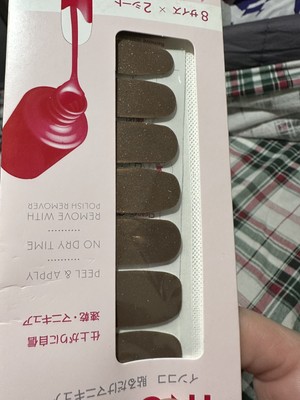 インココ 貼るだけマニキュア
仕上がりに自信
速乾・マニキュア
PEEL & APPLY
NO DRY TIME
REMOVE WITH
POLISH REMOVER
8サイズ×2シート